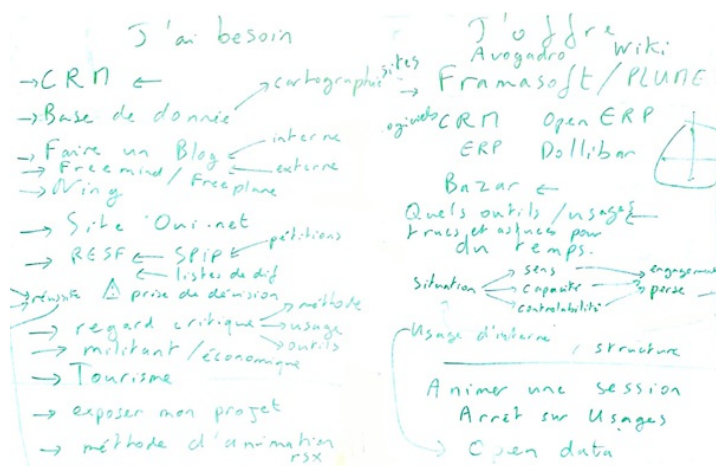 J'ai besoin
→ CRM ←
→ Base de donnée → cartographie
→ Faire un Blog ← interne
→ Freemind / Freeplane ← externe
→ Ning
→ Site Oui.net
→ RESF ← SPIP ← pétitions
← listes de dif
→ réussite ⚠ prise de décision
→ regard critique → méthode
→ usage
→ outils
→ militant / économique
→ Tourisme
→ exposer mon projet
→ méthode d'animation
rsx
J'offre
Avogadro Wiki
sites → Framasoft / PLUME
logiciels CRM Open ERP
ERP Dollibar
Bazar ←
Quels outils / usages ←
trucs et astuces pour
du temps.
situation → sens → engagement
→ capacité → perse
→ controlabilité
Usage d'interne
/ structure
Animer une session
Arrêt sur Usages
→ Open data